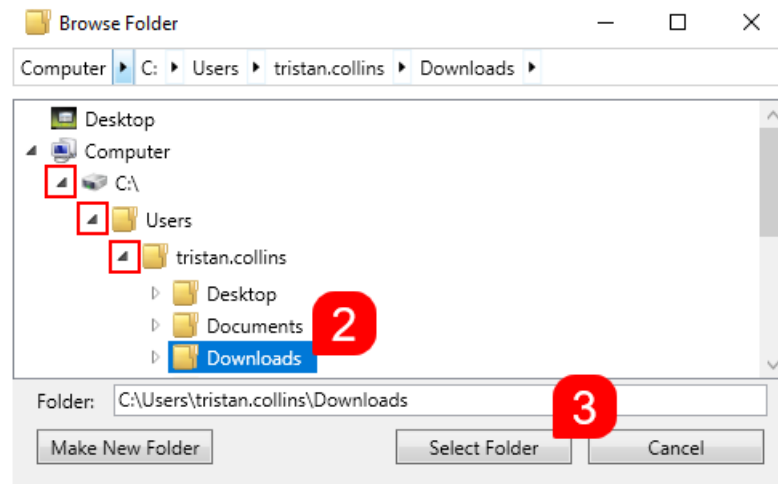 Browse Folder
Computer C: Users tristan.collins Downloads
Desktop
Computer
C:\
Users
tristan.collins
Desktop
Documents
2
Downloads
Folder: C:\Users\tristan.collins\Downloads
3
Make New Folder Select Folder Cancel